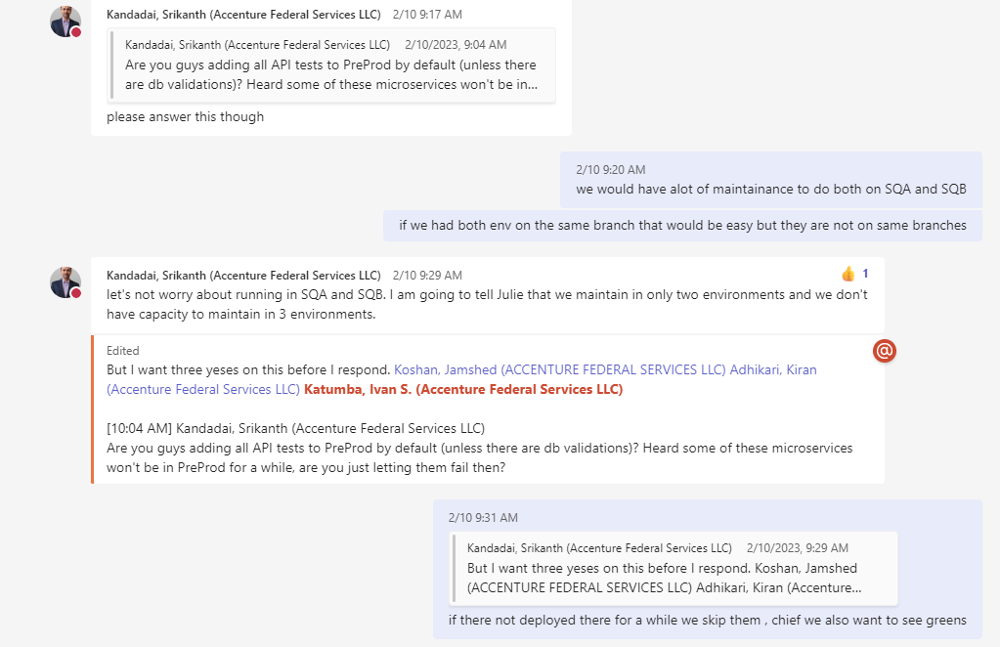 Kandadai, Srikanth (Accenture Federal Services LLC) 2/10 9:17 AM
Kandadai, Srikanth (Accenture Federal Services LLC) 2/10/2023, 9:04 AM
Are you guys adding all API tests to PreProd by default (unless there
are db validations)? Heard some of these microservices won't be in...
please answer this though
2/10 9:20 AM
we would have alot of maintainance to do both on SQA and SQB
if we had both env on the same branch that would be easy but they are not on same branches
Kandadai, Srikanth (Accenture Federal Services LLC) 2/10 9:29 AM
👍 1
let's not worry about running in SQA and SQB. I am going to tell Julie that we maintain in only two environments and we don't
have capacity to maintain in 3 environments.
Edited
But I want three yeses on this before I respond. Koshan, Jamshed (ACCENTURE FEDERAL SERVICES LLC) Adhikari, Kiran
(Accenture Federal Services LLC) Katumba, Ivan S. (Accenture Federal Services LLC)
[10:04 AM] Kandadai, Srikanth (Accenture Federal Services LLC)
Are you guys adding all API tests to PreProd by default (unless there are db validations)? Heard some of these microservices
won't be in PreProd for a while, are you just letting them fail then?
2/10 9:31 AM
Kandadai, Srikanth (Accenture Federal Services LLC) 2/10/2023, 9:29 AM
But I want three yeses on this before I respond. Koshan, Jamshed
(ACCENTURE FEDERAL SERVICES LLC) Adhikari, Kiran (Accenture...
if there not deployed there for a while we skip them , chief we also want to see greens